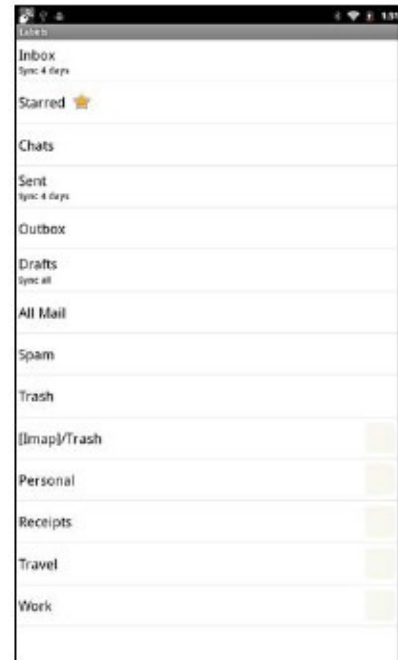 Labels
Inbox
Sync 4 days
Starred
Chats
Sent
Sync 4 days
Outbox
Drafts
Sync all
All Mail
Spam
Trash
[Imap]/Trash
Personal
Receipts
Travel
Work